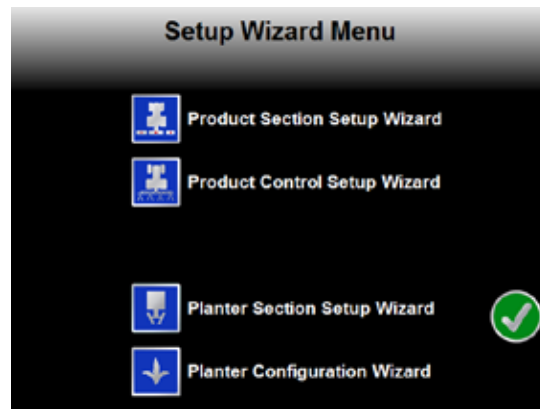 Setup Wizard Menu
Product Section Setup Wizard
Product Control Setup Wizard
Planter Section Setup Wizard
Planter Configuration Wizard